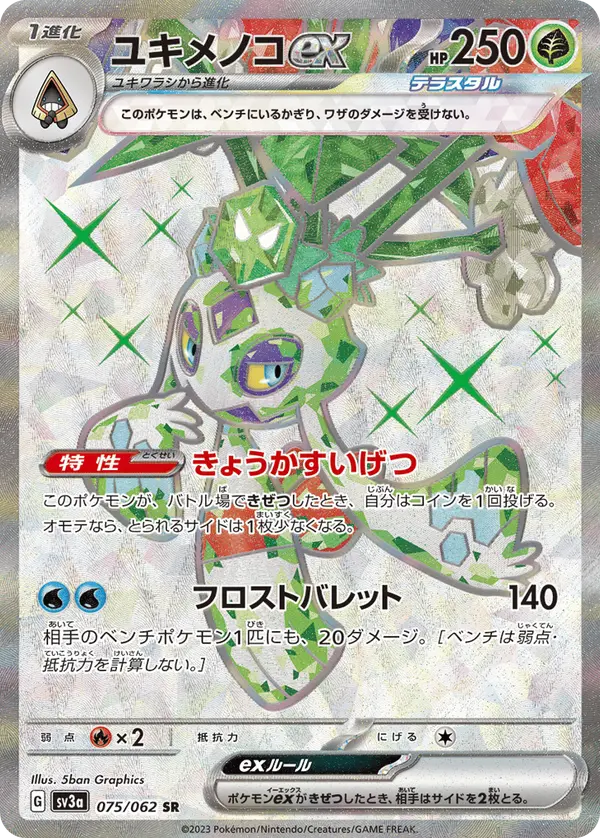 1進化
ユキメノコex
HP250
ユキワラシから進化
テラスタル
このポケモンは、ベンチにいるかぎり、ワザのダメージを受けない。
特性 きょうかすいげつ
このポケモンが、バトル場できぜつしたとき、自分はコインを1回投げる。
オモテなら、とられるサイドは1枚少なくなる。
フロストバレット 140
相手のベンチポケモン1匹にも、20ダメージ。[ベンチは弱点・
抵抗力を計算しない。]
弱点 ×2 抵抗力 にげる
exルール
ポケモンexがきぜつしたとき、相手はサイドを2枚とる。
Illus. 5ban Graphics
G sv3a 075/062 SR
©2023 Pokémon/Nintendo/Creatures/GAME FREAK.